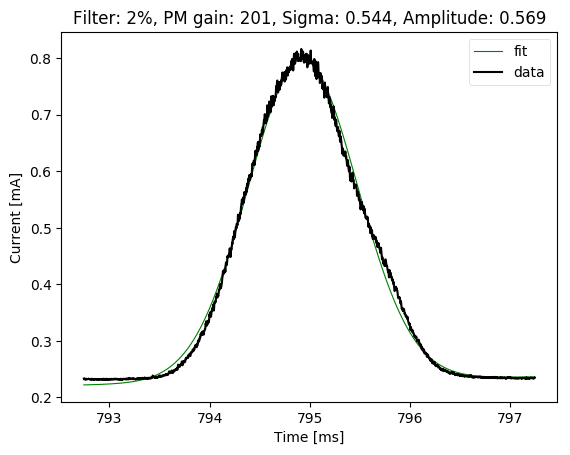 Filter: 2%, PM gain: 201, Sigma: 0.544, Amplitude: 0.569
fit
data
0.8
0.7
0.6
0.5
0.4
0.3
0.2
Current [mA]
793
794
795
796
797
Time [ms]